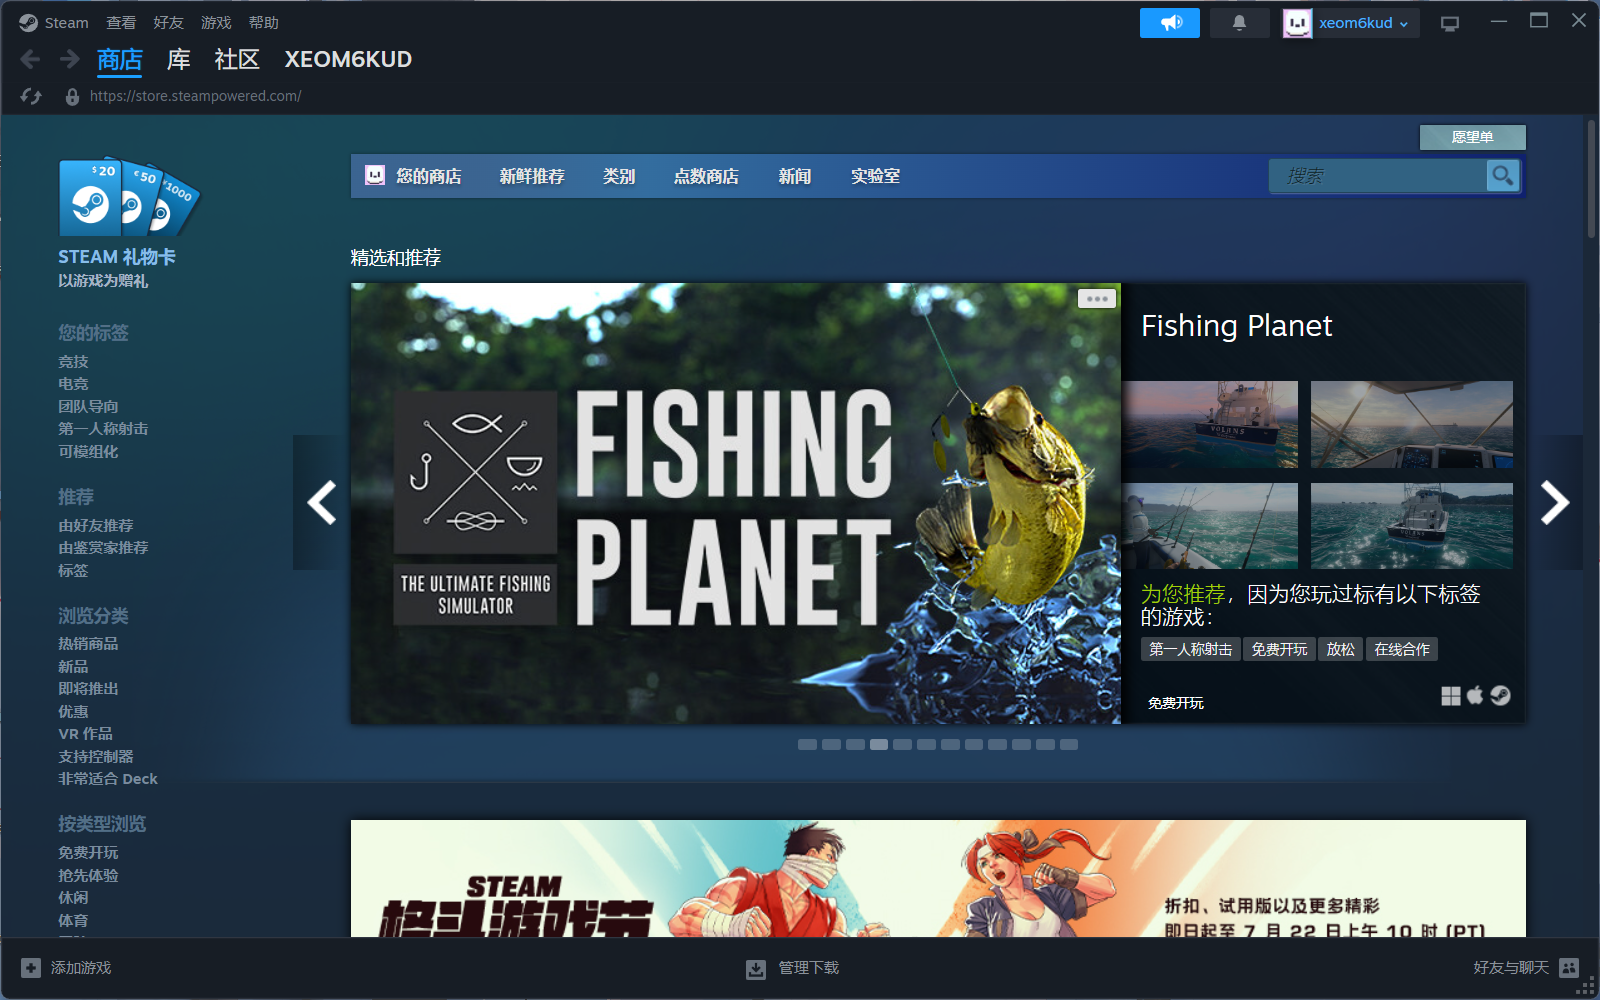 Steam 查看 好友 游戏 帮助
xeom6kud
商店 库 社区 XEOM6KUD
https://store.steampowered.com/
愿望单
$20 €50 ¥1000
STEAM 礼物卡
以游戏为赠礼
您的标签
竞技
电竞
团队导向
第一人称射击
可模组化
推荐
由好友推荐
由鉴赏家推荐
标签
浏览分类
热销商品
新品
即将推出
优惠
VR 作品
支持控制器
非常适合 Deck
按类型浏览
免费开玩
抢先体验
休闲
体育
您的商店 新鲜推荐 类别 点数商店 新闻 实验室 搜索
精选和推荐
FISHING
PLANET
THE ULTIMATE FISHING
SIMULATOR
Fishing Planet
VOLANS
为您推荐，因为您玩过标有以下标签
的游戏：
第一人称射击 免费开玩 放松 在线合作
免费开玩
STEAM
格斗游戏节
折扣、试用版以及更多精彩
即日起至 7 月 22 日上午 10 时 (PT)
添加游戏 管理下载 好友与聊天